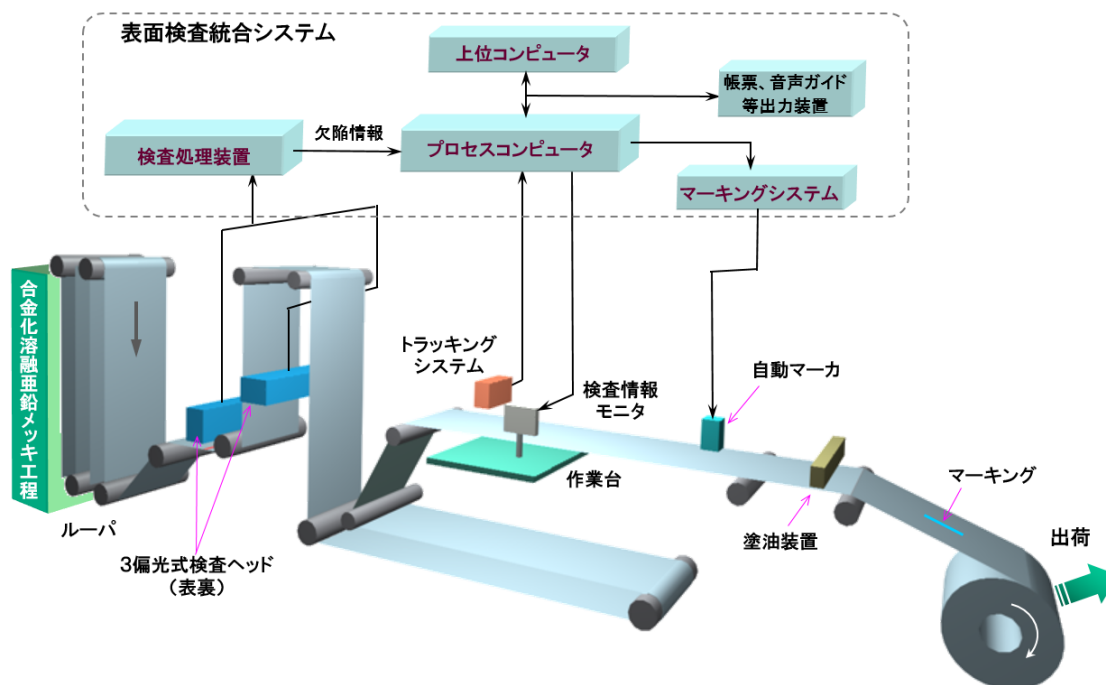 表面検査統合システム
上位コンピュータ
帳票、音声ガイド
等出力装置
欠陥情報
検査処理装置
プロセスコンピュータ
マーキングシステム
合金化溶融亜鉛メッキ工程
トラッキング
システム
検査情報
モニタ
自動マーカ
作業台
マーキング
ルーパ
塗油装置
出荷
3偏光式検査ヘッド
（表裏）